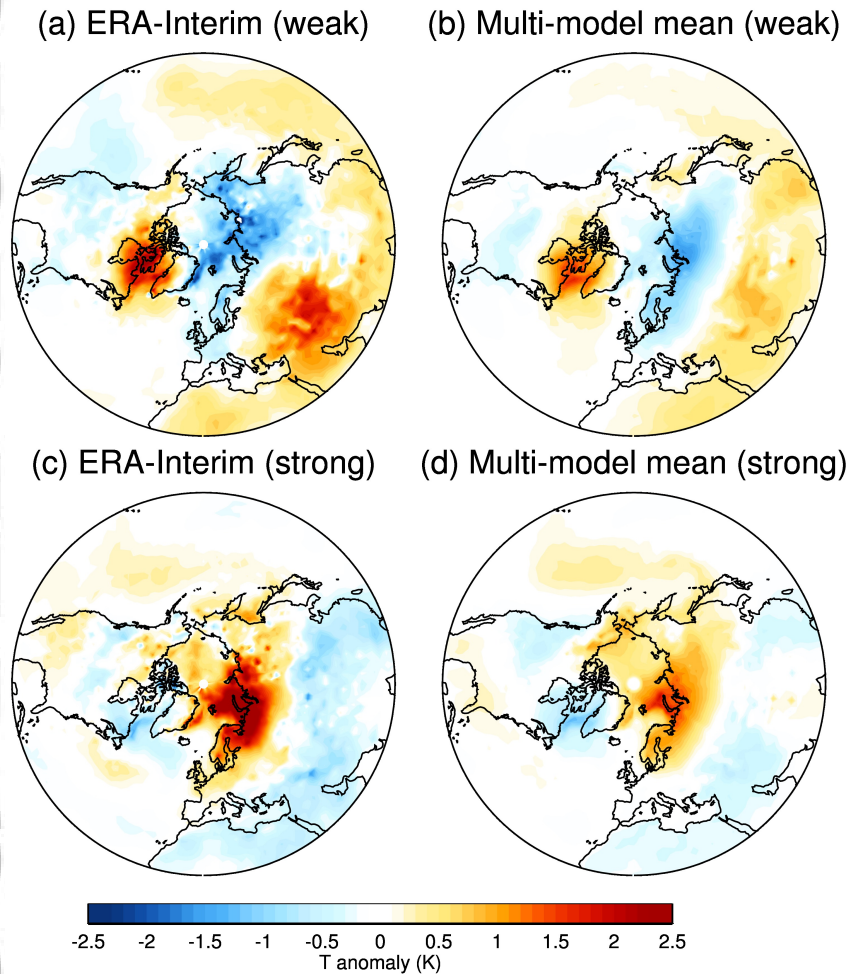 (a) ERA-Interim (weak)
(b) Multi-model mean (weak)
(c) ERA-Interim (strong)
(d) Multi-model mean (strong)
-2.5 -2 -1.5 -1 -0.5 0 0.5 1 1.5 2 2.5
T anomaly (K)